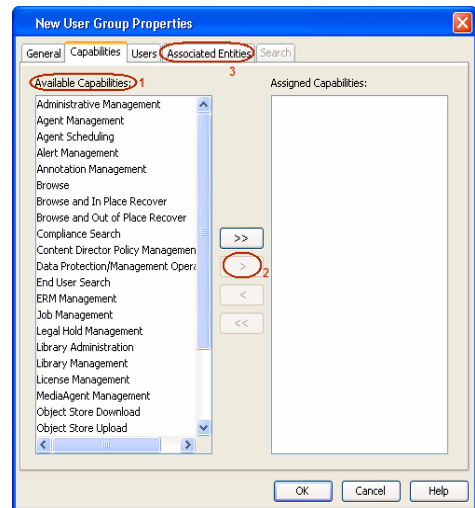 New User Group Properties
General Capabilities Users Associated Entities Search
3
Available Capabilities: 1 Assigned Capabilities:
Administrative Management
Agent Management
Agent Scheduling
Alert Management
Annotation Management
Browse
Browse and In Place Recover
Browse and Out of Place Recover
Compliance Search
Content Director Policy Managemen
Data Protection/Management Opera
End User Search
ERM Management
Job Management
Legal Hold Management
Library Administration
Library Management
License Management
MediaAgent Management
Object Store Download
Object Store Upload
>>
> 2
<
<<
OK Cancel Help